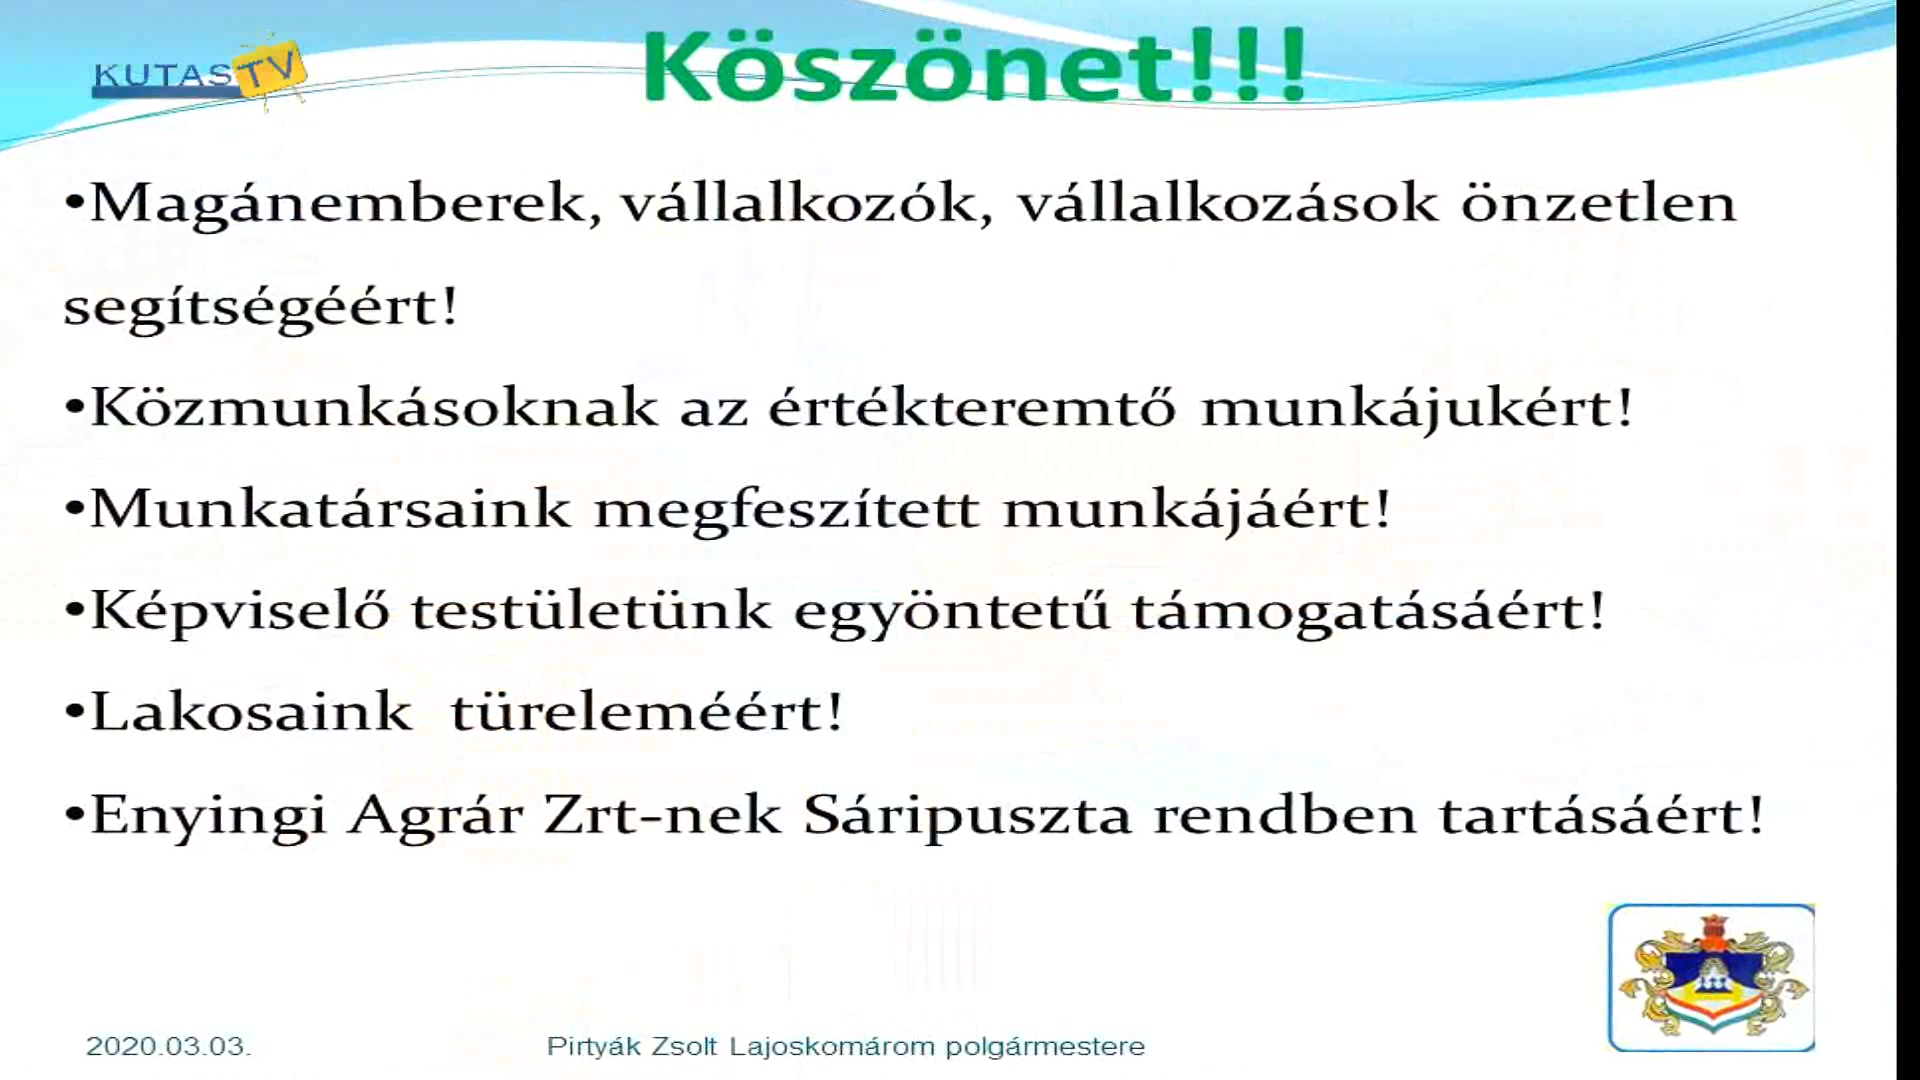 KUTAS TV
Köszönet!!!
•Magánemberek, vállalkozók, vállalkozások önzetlen
segítségéért!
•Közmunkásoknak az értékteremtő munkájukért!
•Munkatársaink megfeszített munkájáért!
•Képviselő testületünk egyöntetű támogatásáért!
•Lakosaink türeleméért!
•Enyingi Agrár Zrt-nek Sáripuszta rendben tartásáért!
2020.03.03.
Pirtyák Zsolt Lajoskomárom polgármestere